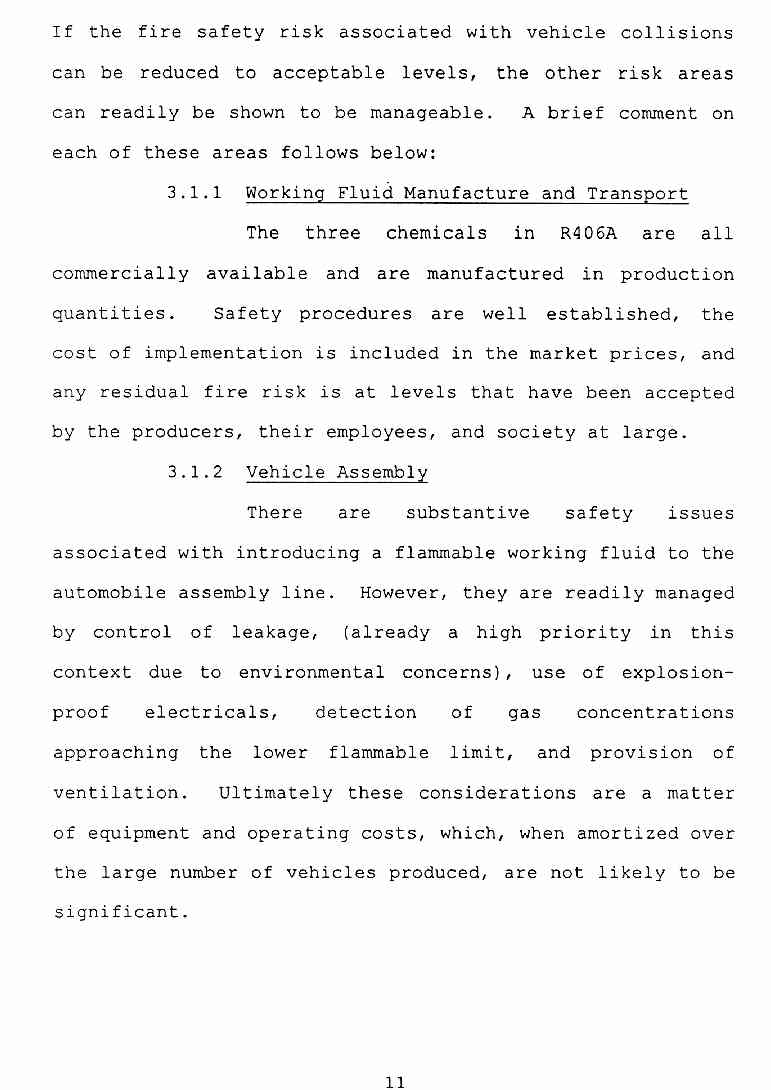 If the fire safety risk associated with vehicle collisions
can be reduced to acceptable levels, the other risk areas
can readily be shown to be manageable. A brief comment on
each of these areas follows below:
3.1.1 Working Fluid Manufacture and Transport
The three chemicals in R406A are all
commercially available and are manufactured in production
quantities. Safety procedures are well established, the
cost of implementation is included in the market prices, and
any residual fire risk is at levels that have been accepted
by the producers, their employees, and society at large.
3.1.2 Vehicle Assembly
There are substantive safety issues
associated with introducing a flammable working fluid to the
automobile assembly line. However, they are readily managed
by control of leakage, (already a high priority in this
context due to environmental concerns), use of explosion-
proof electricals, detection of gas concentrations
approaching the lower flammable limit, and provision of
ventilation. Ultimately these considerations are a matter
of equipment and operating costs, which, when amortized over
the large number of vehicles produced, are not likely to be
significant.
11